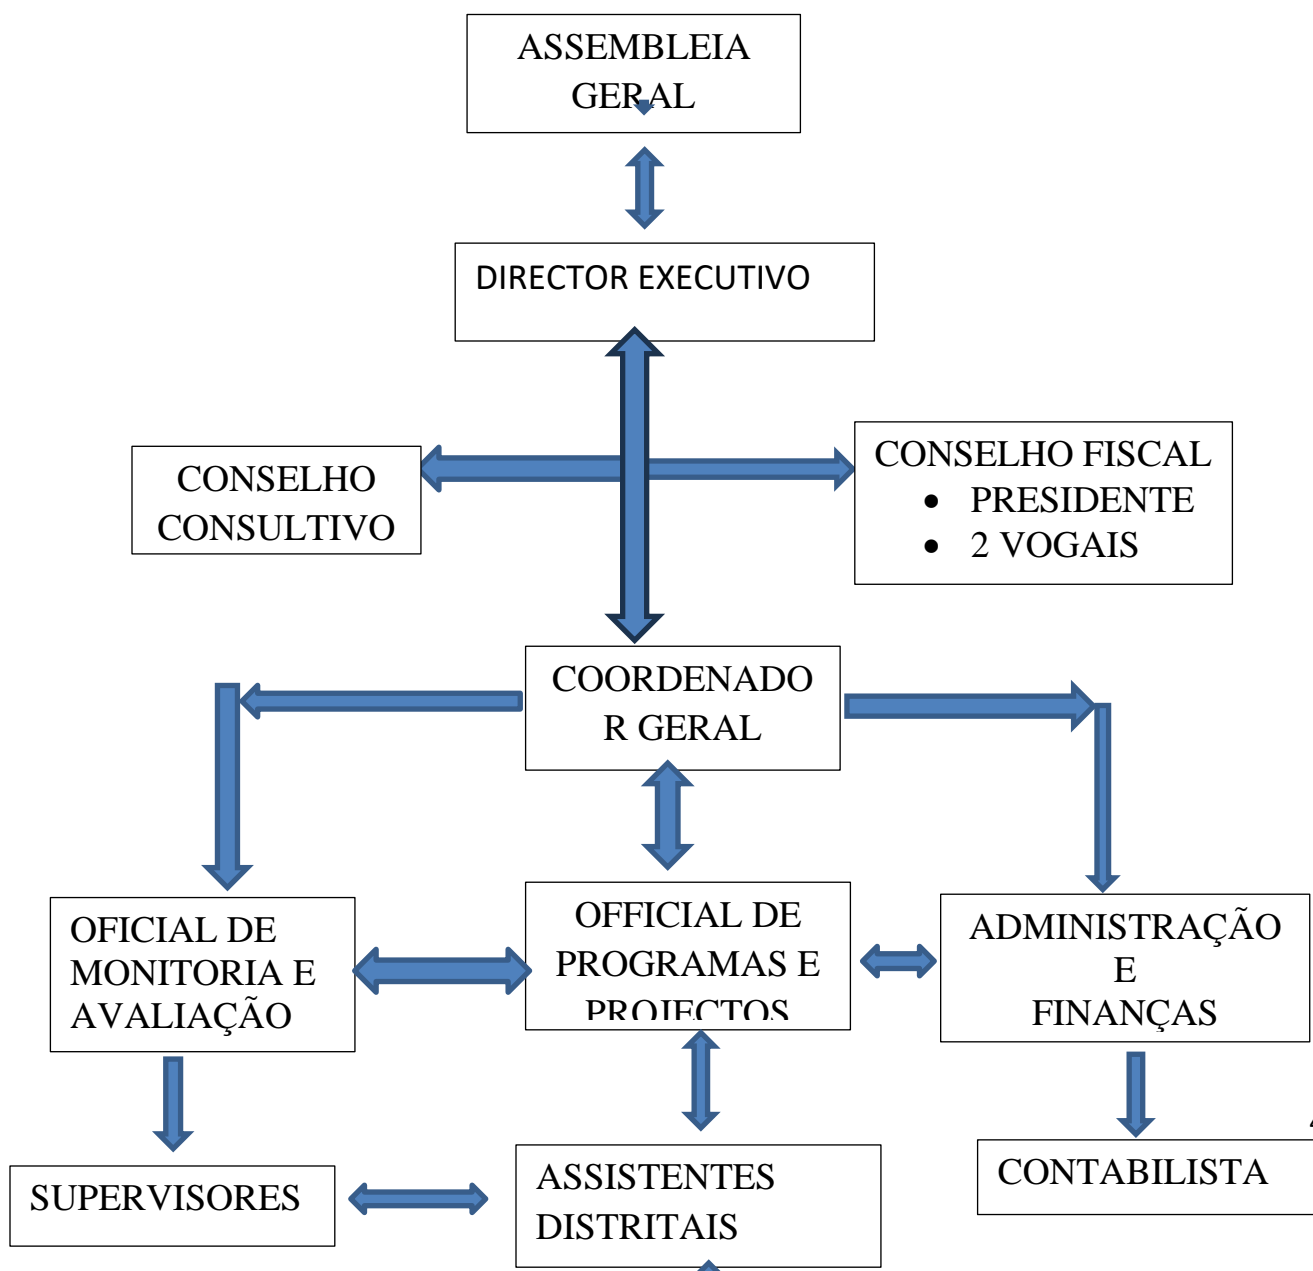 ASSEMBLEIA
GERAL
DIRECTOR EXECUTIVO
CONSELHO
CONSULTIVO
CONSELHO FISCAL
• PRESIDENTE
• 2 VOGAIS
COORDENADO
R GERAL
OFICIAL DE
MONITORIA E
AVALIAÇÃO
OFFICIAL DE
PROGRAMAS E
PROJECTOS
ADMINISTRAÇÃO
E
FINANÇAS
SUPERVISORES
ASSISTENTES
DISTRITAIS
CONTABILISTA